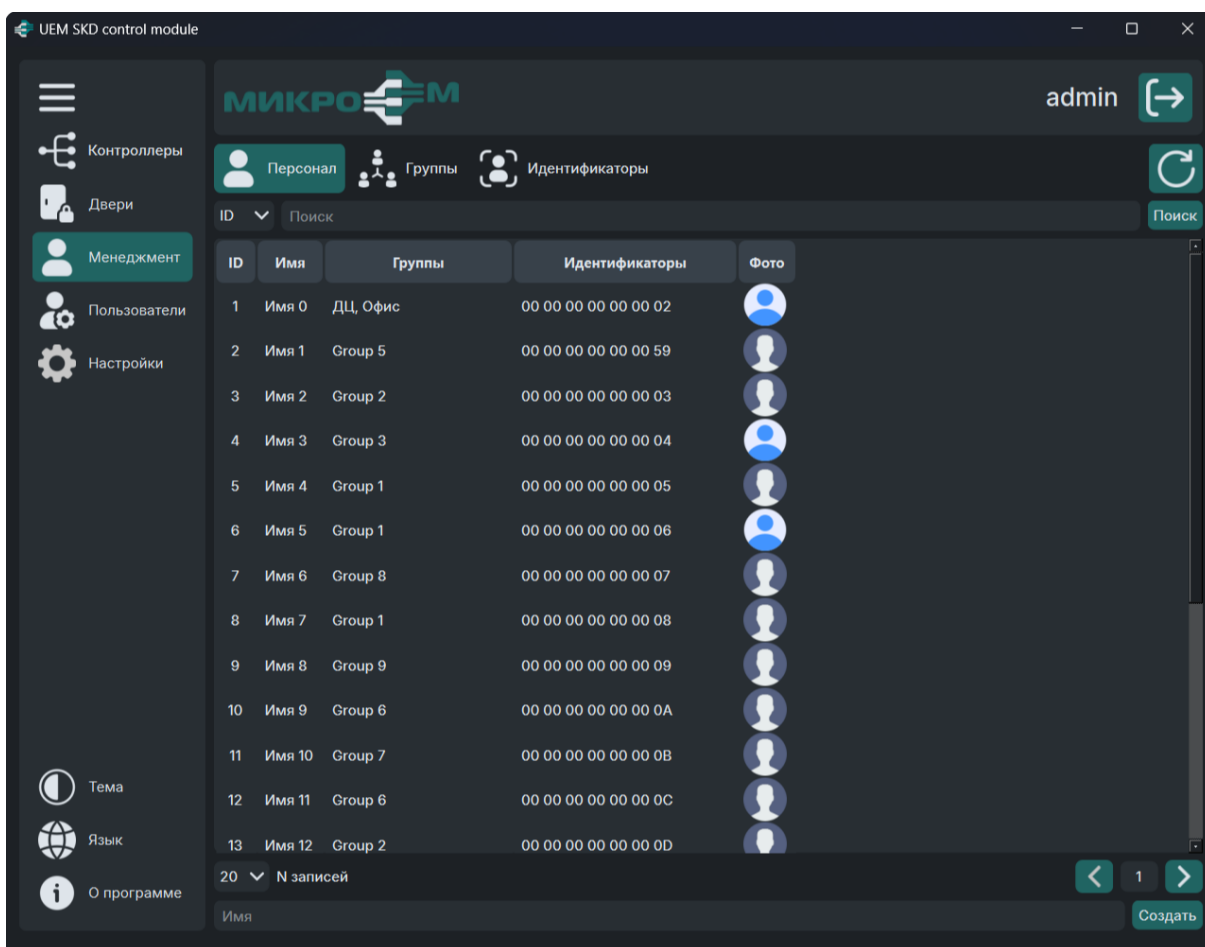 UEM SKD control module
МИКРОЭМ
admin
Контроллеры
Двери
Менеджмент
Пользователи
Настройки
Тема
Язык
О программе
Персонал Группы Идентификаторы
ID Поиск Поиск
ID Имя Группы Идентификаторы Фото
1 Имя 0 ДЦ, Офис 00 00 00 00 00 00 02
2 Имя 1 Group 5 00 00 00 00 00 00 59
3 Имя 2 Group 2 00 00 00 00 00 00 03
4 Имя 3 Group 3 00 00 00 00 00 00 04
5 Имя 4 Group 1 00 00 00 00 00 00 05
6 Имя 5 Group 1 00 00 00 00 00 00 06
7 Имя 6 Group 8 00 00 00 00 00 00 07
8 Имя 7 Group 1 00 00 00 00 00 00 08
9 Имя 8 Group 9 00 00 00 00 00 00 09
10 Имя 9 Group 6 00 00 00 00 00 00 0A
11 Имя 10 Group 7 00 00 00 00 00 00 0B
12 Имя 11 Group 6 00 00 00 00 00 00 0C
13 Имя 12 Group 2 00 00 00 00 00 00 0D
20 N записей 1
Имя Создать